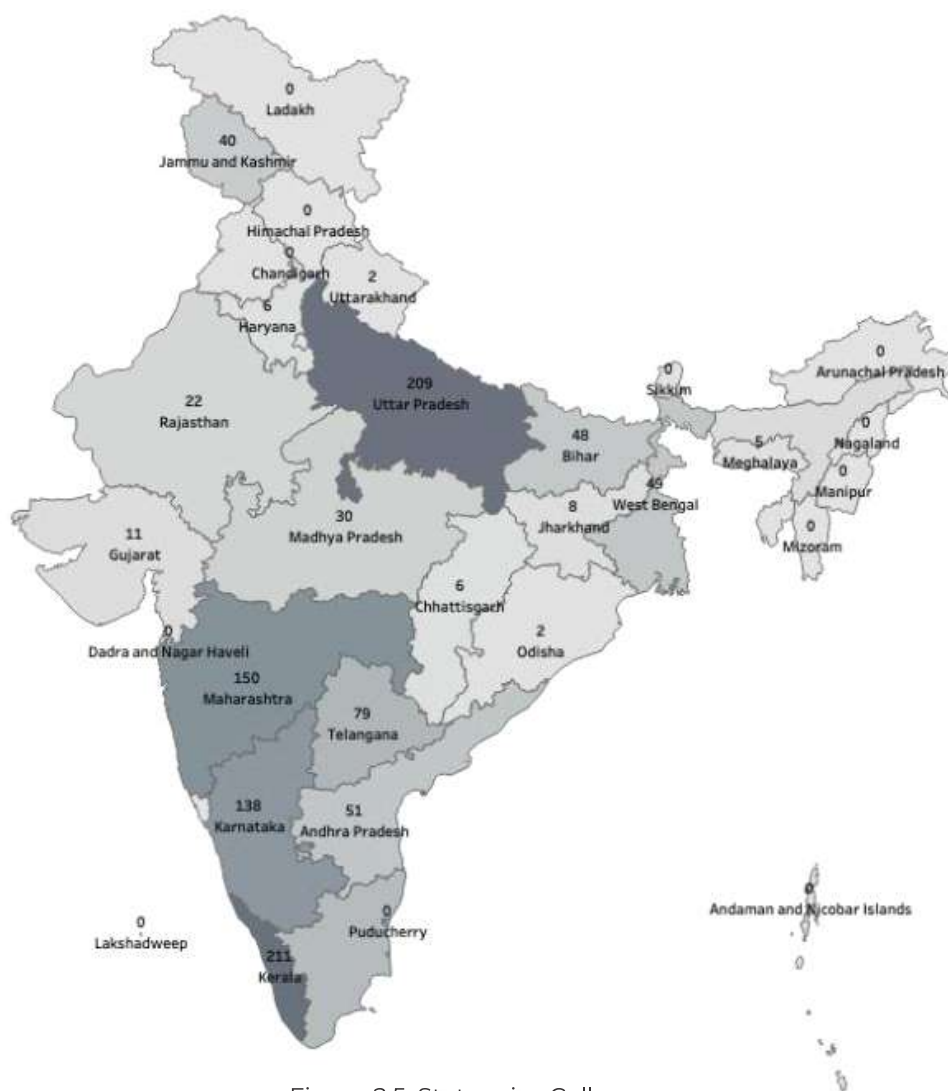 0
Ladakh
40
Jammu and Kashmir
0
Himachal Pradesh
0
Chandigarh
2
Uttarakhand
6
Haryana
209
Uttar Pradesh
0
Arunachal Pradesh
0
Sikkim
22
Rajasthan
48
Bihar
0
Nagaland
5
Meghalaya
0
Manipur
49
West Bengal
8
Jharkhand
30
Madhya Pradesh
11
Gujarat
0
Mizoram
6
Chhattisgarh
2
Odisha
0
Dadra and Nagar Haveli
150
Maharashtra
79
Telangana
138
Karnataka
51
Andhra Pradesh
0
Andaman and Nicobar Islands
0
Puducherry
0
Lakshadweep
211
Kerala